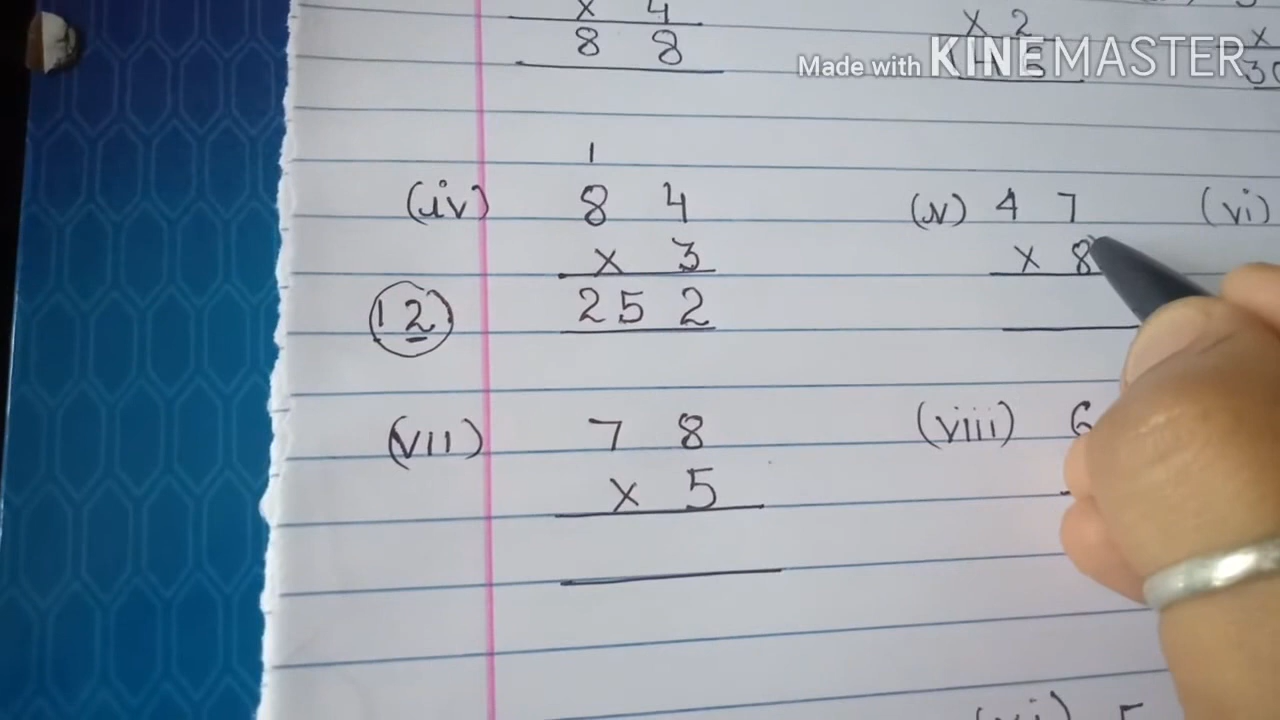 x 4
8 8
x 2
x
30
Made with KINEMASTER
1
(iv) 8 4
x 3
2 5 2
12
(v) 4 7
x 8
(vi)
(vii) 7 8
x 5
(viii) 6